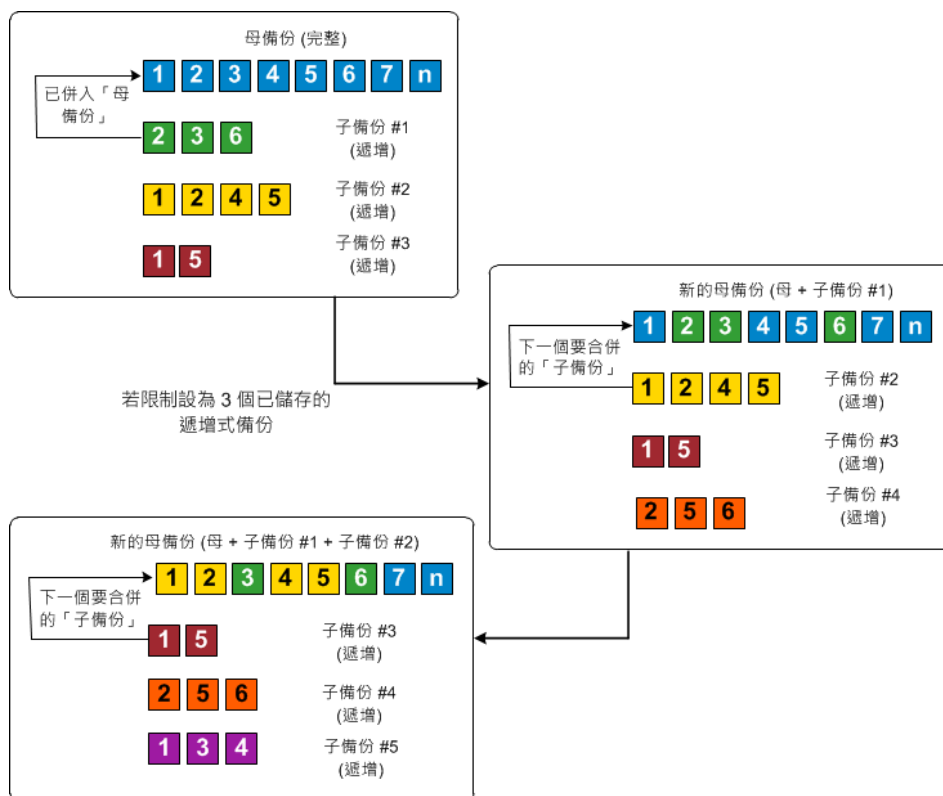 母備份 (完整)
1 2 3 4 5 6 7 n
已併入「母
備份」
2 3 6
子備份 #1
(遞增)
1 2 4 5
子備份 #2
(遞增)
1 5
子備份 #3
(遞增)
若限制設為 3 個已儲存的
遞增式備份
新的母備份 (母 + 子備份 #1)
1 2 3 4 5 6 7 n
下一個要合併
的「子備份」
1 2 4 5
子備份 #2
(遞增)
1 5
子備份 #3
(遞增)
2 5 6
子備份 #4
(遞增)
新的母備份 (母 + 子備份 #1 + 子備份 #2)
1 2 3 4 5 6 7 n
下一個要合併
的「子備份」
1 5
子備份 #3
(遞增)
2 5 6
子備份 #4
(遞增)
1 3 4
子備份 #5
(遞增)